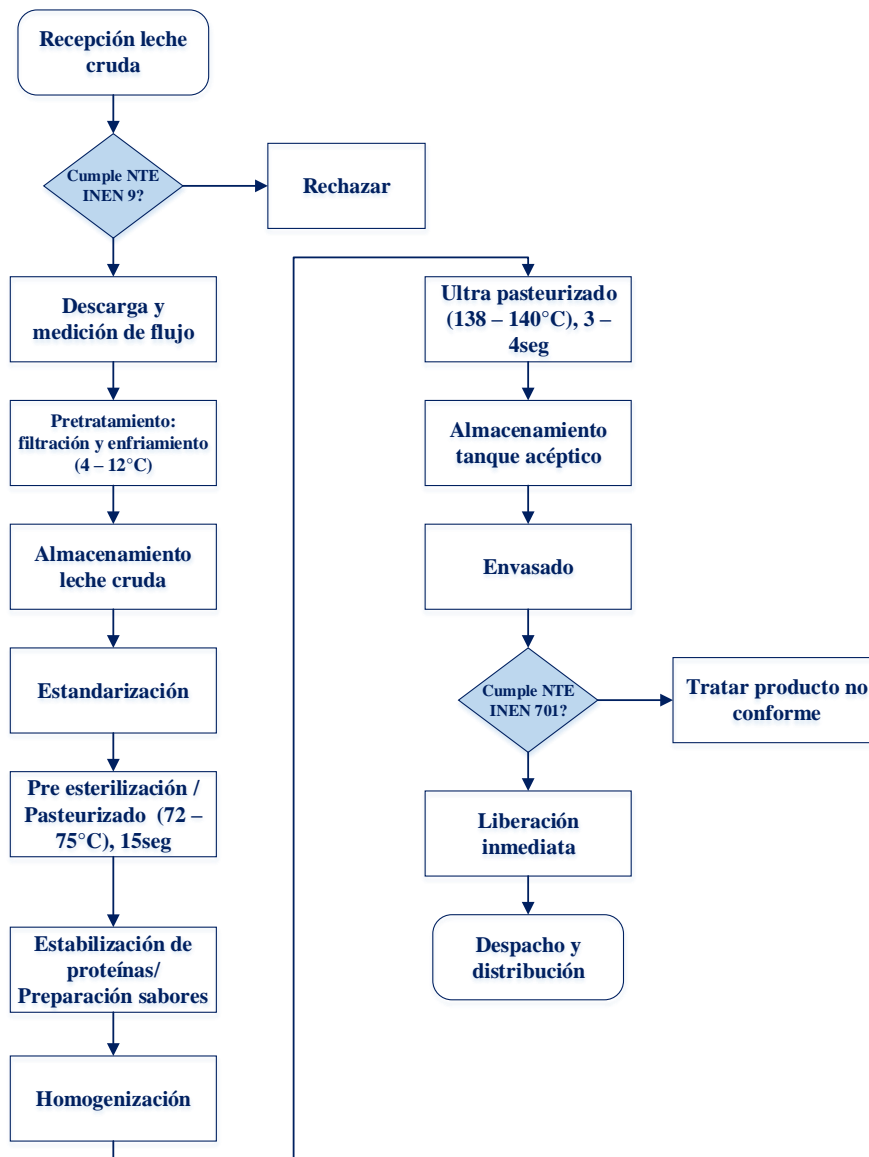 Recepción leche
cruda
Cumple NTE
INEN 9?
Rechazar
Descarga y
medición de flujo
Pretratamiento:
filtración y enfriamiento
(4 – 12°C)
Almacenamiento
leche cruda
Estandarización
Pre esterilización /
Pasteurizado (72 –
75°C), 15seg
Estabilización de
proteínas/
Preparación sabores
Homogenización
Ultra pasteurizado
(138 – 140°C), 3 –
4seg
Almacenamiento
tanque acéptico
Envasado
Cumple NTE
INEN 701?
Tratar producto no
conforme
Liberación
inmediata
Despacho y
distribución